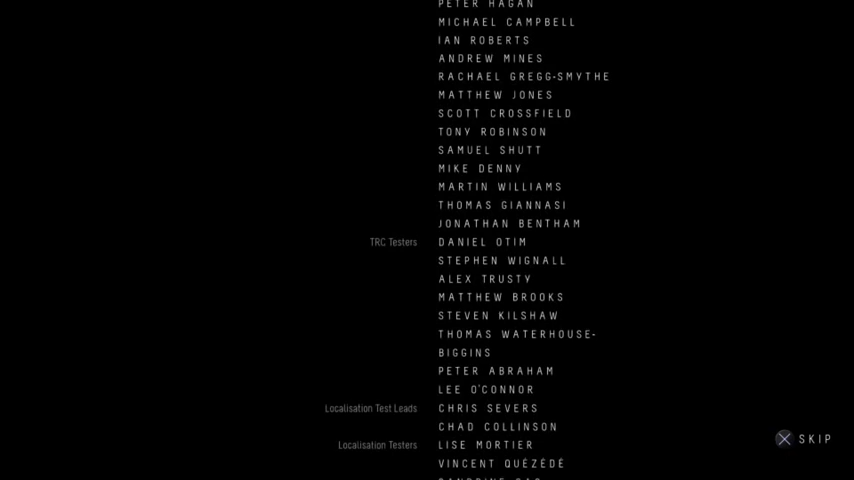 PETER HAGAN
MICHAEL CAMPBELL
IAN ROBERTS
ANDREW MINES
RACHAEL GREGG-SMYTHE
MATTHEW JONES
SCOTT CROSSFIELD
TONY ROBINSON
SAMUEL SHUTT
MIKE DENNY
MARTIN WILLIAMS
THOMAS GIANNASI
JONATHAN BENTHAM
TRC Testers DANIEL OTIM
STEPHEN WIGNALL
ALEX TRUSTY
MATTHEW BROOKS
STEVEN KILSHAW
THOMAS WATERHOUSE-
BIGGINS
PETER ABRAHAM
LEE O'CONNOR
Localisation Test Leads CHRIS SEVERS
CHAD COLLINSON
SKIP
Localisation Testers LISE MORTIER
VINCENT QUÉZÉDÉ